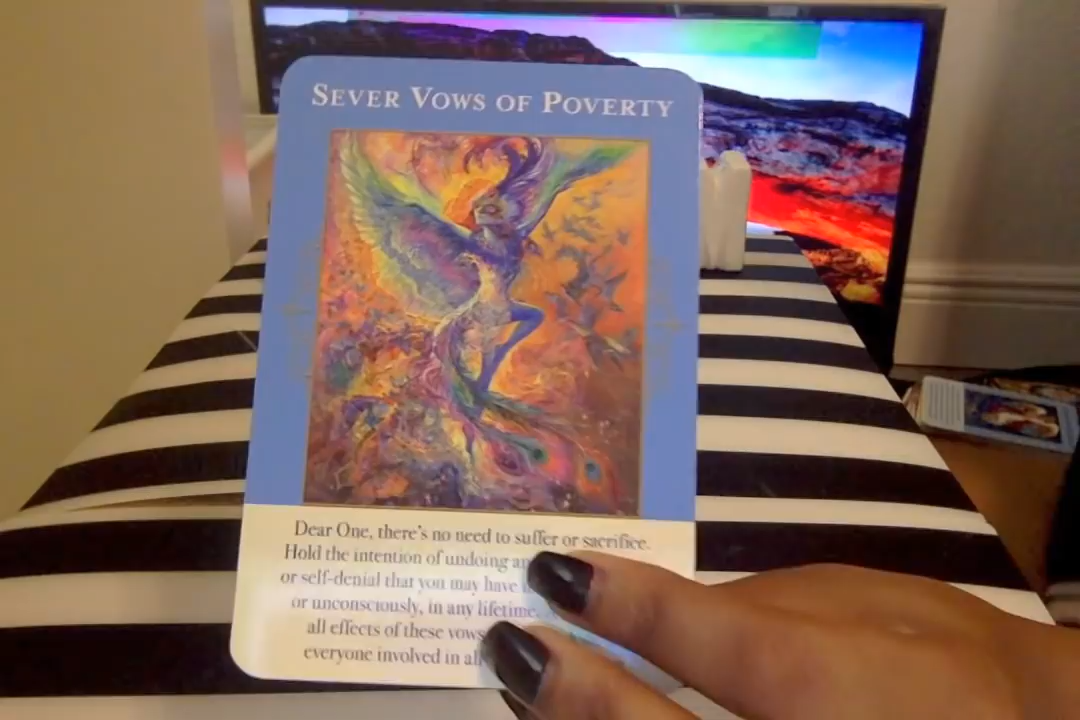 SEVER VOWS OF POVERTY
Dear One, there's no need to suffer or sacrifice.
Hold the intention of undoing
or self-denial that you may have
or unconsciously, in any lifetime.
all effects of these vows
everyone involved in all